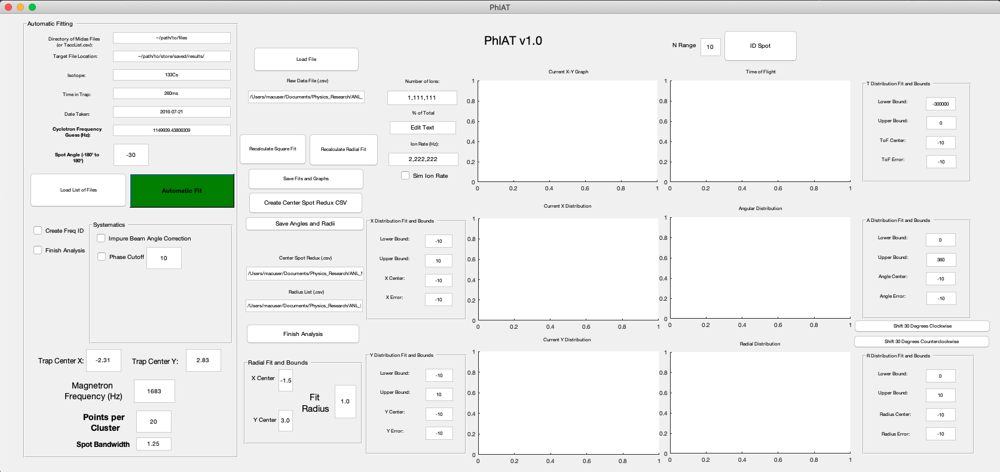 PhIAT
Automatic Fitting
Directory of Midas Files
(or TaccList.csv):
~/path/to/files
Target File Location:
~/path/to/store/saved/results/
Isotope:
133Cs
Time in Trap:
260ms
Date Taken:
2016-07-21
Cyclotron Frequency
Guess (Hz):
1149939.43806309
Spot Angle (-180° to
180°)
-30
Load List of Files
Automatic Fit
Create Freq ID
Finish Analysis
Systematics
Impure Beam Angle Correction
Phase Cutoff
10
Trap Center X:
-2.31
Trap Center Y:
2.83
Magnetron
Frequency (Hz)
1683
Points per
Cluster
20
Spot Bandwidth
1.25
Load File
Raw Data File (.csv)
/Users/macuser/Documents/Physics_Research/ANL_
Recalculate Square Fit
Recalculate Radial Fit
Save Fits and Graphs
Create Center Spot Redux CSV
Save Angles and Radii
Center Spot Redux (.csv)
/Users/macuser/Documents/Physics_Research/ANL_
Radius List (.csv)
/Users/macuser/Documents/Physics_Research/ANL_
Finish Analysis
Radial Fit and Bounds
X Center
-1.5
Y Center
3.0
Fit
Radius
1.0
Number of Ions:
1,111,111
% of Total
Edit Text
Ion Rate (Hz):
2,222,222
Sim Ion Rate
X Distribution Fit and Bounds
Lower Bound:
-10
Upper Bound:
10
X Center:
-10
X Error:
-10
Y Distribution Fit and Bounds
Lower Bound:
-10
Upper Bound:
10
Y Center:
-10
Y Error:
-10
PhIAT v1.0
N Range
10
ID Spot
Current X-Y Graph
1
0.8
0.6
0.4
0.2
0
0 0.2 0.4 0.6 0.8 1
Time of Flight
1
0.8
0.6
0.4
0.2
0
0 0.2 0.4 0.6 0.8 1
Current X Distribution
1
0.8
0.6
0.4
0.2
0
0 0.2 0.4 0.6 0.8 1
Angular Distribution
1
0.8
0.6
0.4
0.2
0
0 0.2 0.4 0.6 0.8 1
Current Y Distribution
1
0.8
0.6
0.4
0.2
0
0 0.2 0.4 0.6 0.8 1
Radial Distribution
1
0.8
0.6
0.4
0.2
0
0 0.2 0.4 0.6 0.8 1
T Distribution Fit and Bounds
Lower Bound:
-300000
Upper Bound:
0
ToF Center:
-10
ToF Error:
-10
A Distribution Fit and Bounds
Lower Bound:
0
Upper Bound:
360
Angle Center:
-10
Angle Error:
-10
Shift 30 Degrees Clockwise
Shift 30 Degrees Counterclockwise
R Distribution Fit and Bounds
Lower Bound:
0
Upper Bound:
10
Radius Center:
-10
Radius Error:
-10